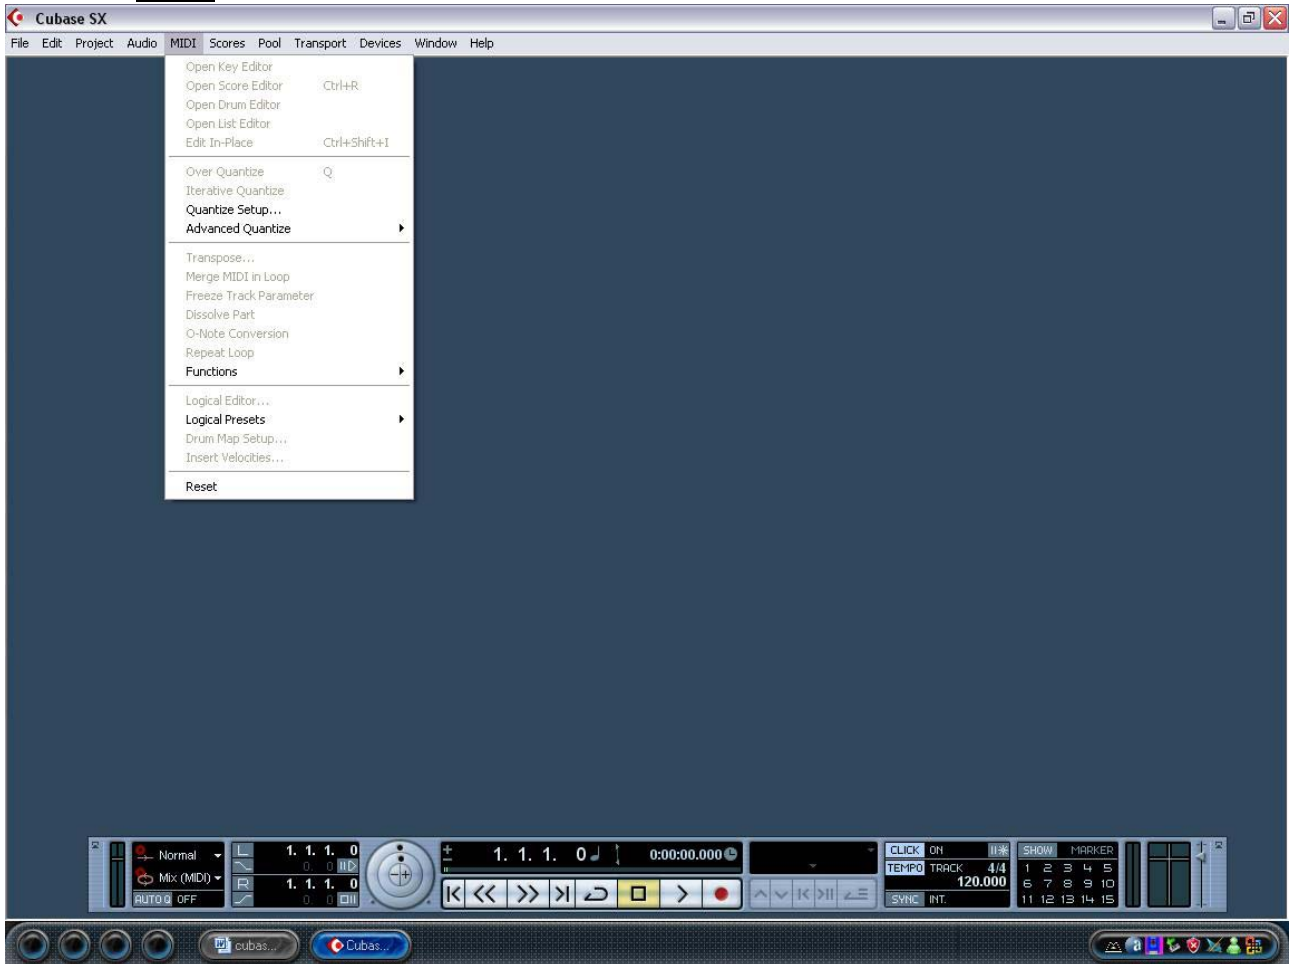 Cubase SX
File Edit Project Audio MIDI Scores Pool Transport Devices Window Help
Open Key Editor
Open Score Editor Ctrl+R
Open Drum Editor
Open List Editor
Edit In-Place Ctrl+Shift+I
Over Quantize Q
Iterative Quantize
Quantize Setup...
Advanced Quantize
Transpose...
Merge MIDI in Loop
Freeze Track Parameter
Dissolve Part
O-Note Conversion
Repeat Loop
Functions
Logical Editor...
Logical Presets
Drum Map Setup...
Insert Velocities...
Reset
Normal L 1. 1. 1. 0 1. 1. 1. 0 0:00:00.000 CLICK ON SHOW MARKER
0. 0 TEMPO TRACK 4/4 1 2 3 4 5
Mix (MIDI) R 1. 1. 1. 0 120.000 6 7 8 9 10
AUTO Q OFF 0. 0 SYNC INT. 11 12 13 14 15
cubas... Cubas...